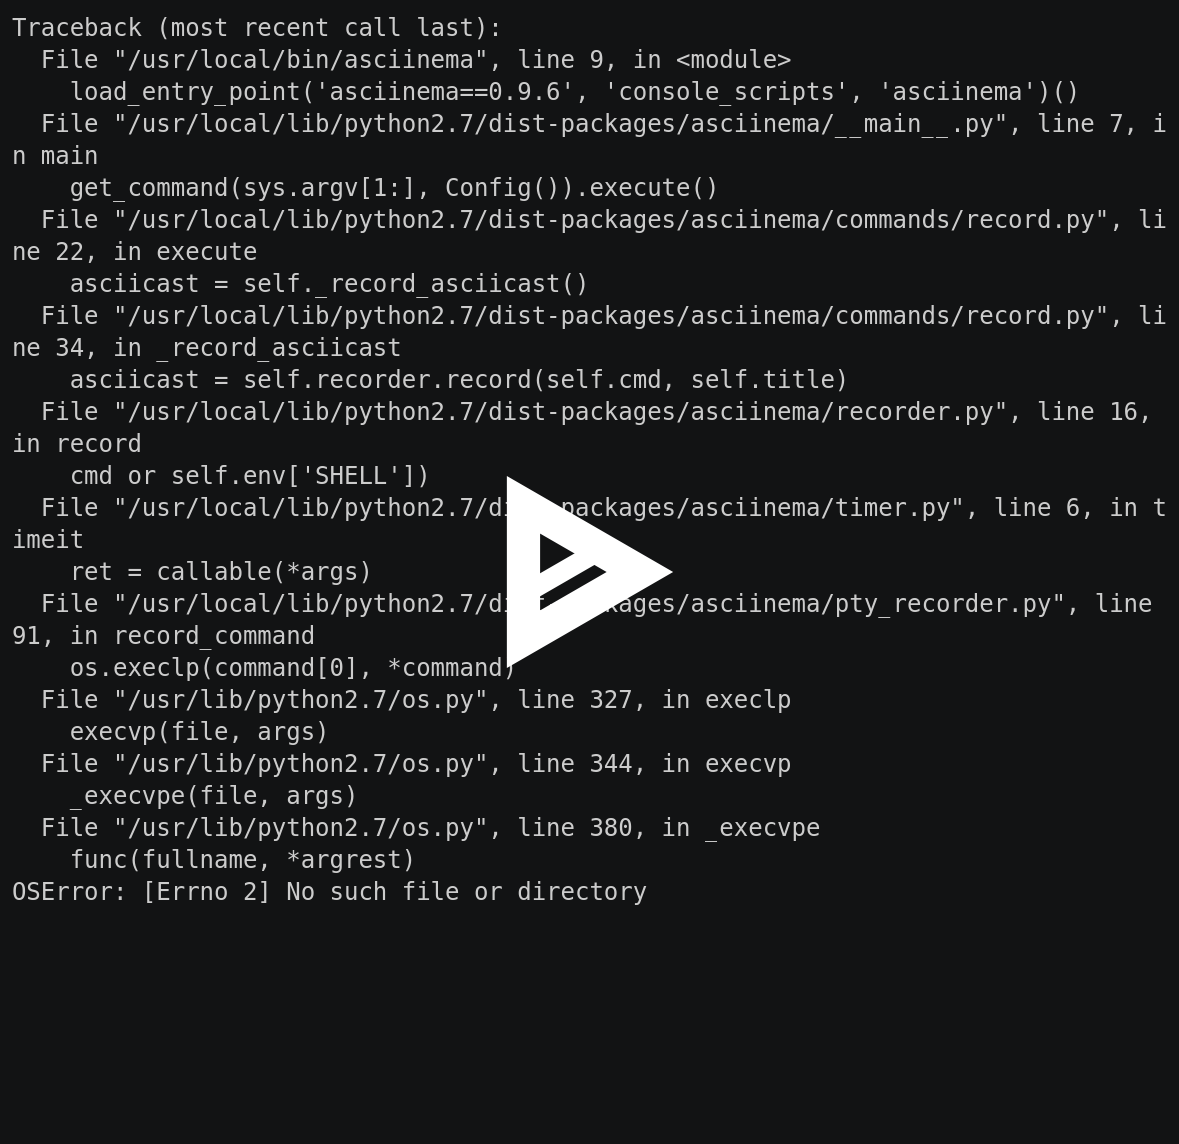 Traceback (most recent call last):
  File "/usr/local/bin/asciinema", line 9, in <module>
    load_entry_point('asciinema==0.9.6', 'console_scripts', 'asciinema')()
  File "/usr/local/lib/python2.7/dist-packages/asciinema/__main__.py", line 7, i
n main
    get_command(sys.argv[1:], Config()).execute()
  File "/usr/local/lib/python2.7/dist-packages/asciinema/commands/record.py", li
ne 22, in execute
    asciicast = self._record_asciicast()
  File "/usr/local/lib/python2.7/dist-packages/asciinema/commands/record.py", li
ne 34, in _record_asciicast
    asciicast = self.recorder.record(self.cmd, self.title)
  File "/usr/local/lib/python2.7/dist-packages/asciinema/recorder.py", line 16,
in record
    cmd or self.env['SHELL'])
  File "/usr/local/lib/python2.7/dist-packages/asciinema/timer.py", line 6, in t
imeit
    ret = callable(*args)
  File "/usr/local/lib/python2.7/dist-packages/asciinema/pty_recorder.py", line
91, in record_command
    os.execlp(command[0], *command)
  File "/usr/lib/python2.7/os.py", line 327, in execlp
    execvp(file, args)
  File "/usr/lib/python2.7/os.py", line 344, in execvp
    _execvpe(file, args)
  File "/usr/lib/python2.7/os.py", line 380, in _execvpe
    func(fullname, *argrest)
OSError: [Errno 2] No such file or directory